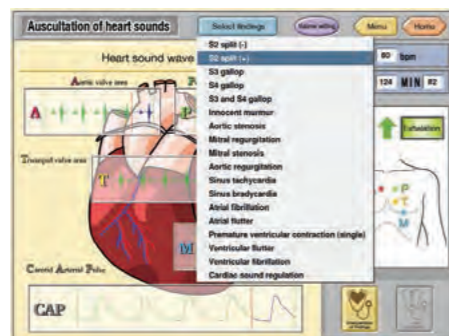 Auscultation of heart sounds
Select findings
Volume setting
Menu
Home
Heart sound wave
80 bpm
124 MIN 82
S2 split (-)
S2 split (+)
S3 gallop
S4 gallop
S3 and S4 gallop
Innocent murmur
Aortic stenosis
Mitral regurgitation
Mitral stenosis
Aortic regurgitation
Sinus tachycardia
Sinus bradycardia
Atrial fibrillation
Atrial flutter
Premature ventricular contraction (single)
Ventricular flutter
Ventricular fibrillation
Cardiac sound regulation
Aortic valve area
P
A
P
Exhalation
Tricuspid valve area
T
M
P
T
M
Carotid Arterial Pulse
CAP